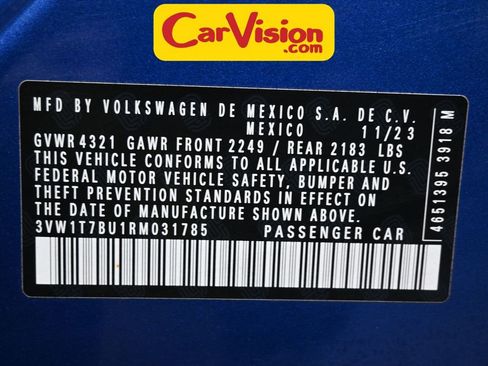 CarVision
.com
MFD BY VOLKSWAGEN DE MEXICO S.A. DE C.V.
MEXICO 11/23
GVWR 4321 GAWR FRONT 2249 / REAR 2183 LBS
THIS VEHICLE CONFORMS TO ALL APPLICABLE U.S.
FEDERAL MOTOR VEHICLE SAFETY, BUMPER AND
THEFT PREVENTION STANDARDS IN EFFECT ON
THE DATE OF MANUFACTURE SHOWN ABOVE.
3VW1T7BU1RM031785 PASSENGER CAR
4651395 3918 M